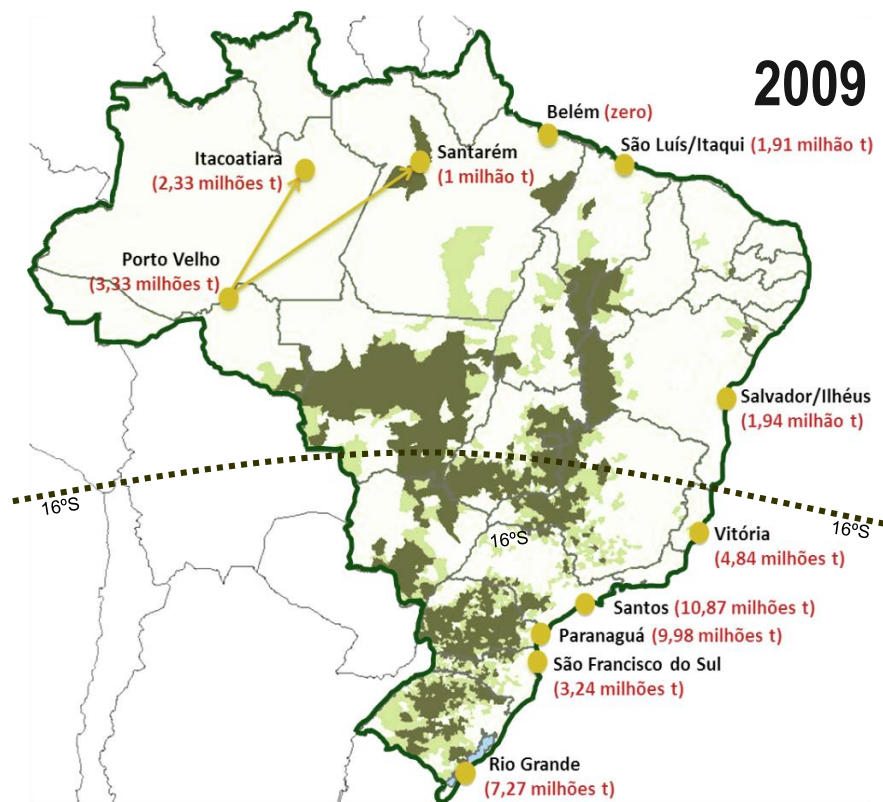 2009
Belém (zero)
São Luís/Itaqui (1,91 milhão t)
Itacoatiara
(2,33 milhões t)
Santarém
(1 milhão t)
Porto Velho
(3,33 milhões t)
Salvador/Ilhéus
(1,94 milhão t)
16ºS
16ºS
16ºS
Vitória
(4,84 milhões t)
Santos (10,87 milhões t)
Paranaguá (9,98 milhões t)
São Francisco do Sul
(3,24 milhões t)
Rio Grande
(7,27 milhões t)